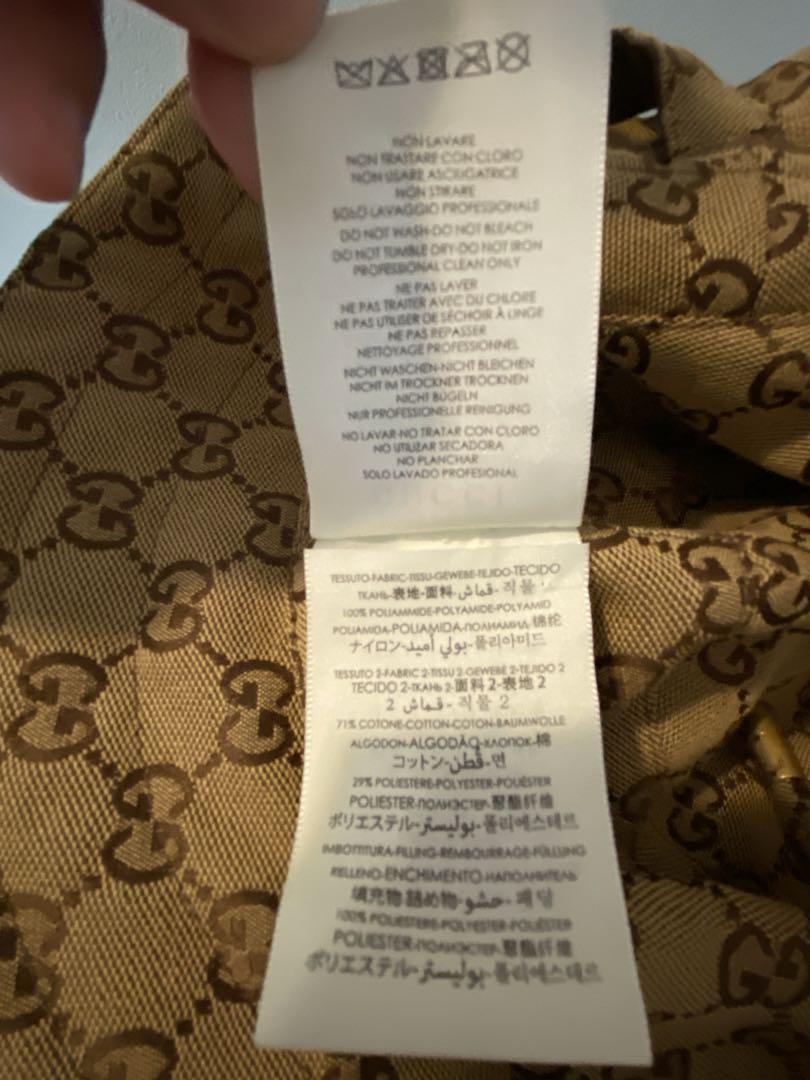 NON LAVARE
NON TRATTARE CON CLORO
NON USARE ASCIUGATRICE
NON STIRARE
SOLO LAVAGGIO PROFESSIONALE
DO NOT WASH-DO NOT BLEACH
DO NOT TUMBLE DRY-DO NOT IRON
PROFESSIONAL CLEAN ONLY
NE PAS LAVER
NE PAS TRAITER AVEC DU CHLORE
NE PAS UTILISER DE SÉCHOIR À LINGE
NE PAS REPASSER
NETTOYAGE PROFESSIONNEL
NICHT WASCHEN-NICHT BLEICHEN
NICHT IM TROCKNER TROCKNEN
NICHT BÜGELN
NUR PROFESSIONELLE REINIGUNG
NO LAVAR-NO TRATAR CON CLORO
NO UTILIZAR SECADORA
NO PLANCHAR
SOLO LAVADO PROFESIONAL
TESSUTO-FABRIC-TISSU-GEWEBE-TEJIDO-TECIDO
ТКАНЬ-表地-面料-قماش-직물
100% POLIAMMIDE-POLYAMIDE-POLYAMID
POLIAMIDA-POLIAMIDA-ПОЛИАМИД-锦纶
ナイロン-بولي أميد-폴리아미드
TESSUTO 2-FABRIC 2-TISSU 2-GEWEBE 2-TEJIDO 2
TECIDO 2-ТКАНЬ 2-面料 2-表地 2
2 قماش-직물 2
71% COTONE-COTTON-COTON-BAUMWOLLE
ALGODON-ALGODÃO-ХЛОПОК-棉
コットン-قطن-면
29% POLIESTERE-POLYESTER-POLYESTER
POLIESTER-ПОЛИЭСТЕР-聚酯纤维
ポリエステル-بوليستر-폴리에스테르
IMBOTTITURA-FILLING-REMBOURRAGE-FÜLLUNG
RELLENO-ENCHIMENTO-НАПОЛНИТЕЛЬ
填充物-詰め物-حشو-패딩
100% POLIESTERE-POLYESTER-POLYESTER
POLIESTER-ПОЛИЭСТЕР-聚酯纤维
ポリエステル-بوليستر-폴리에스테르